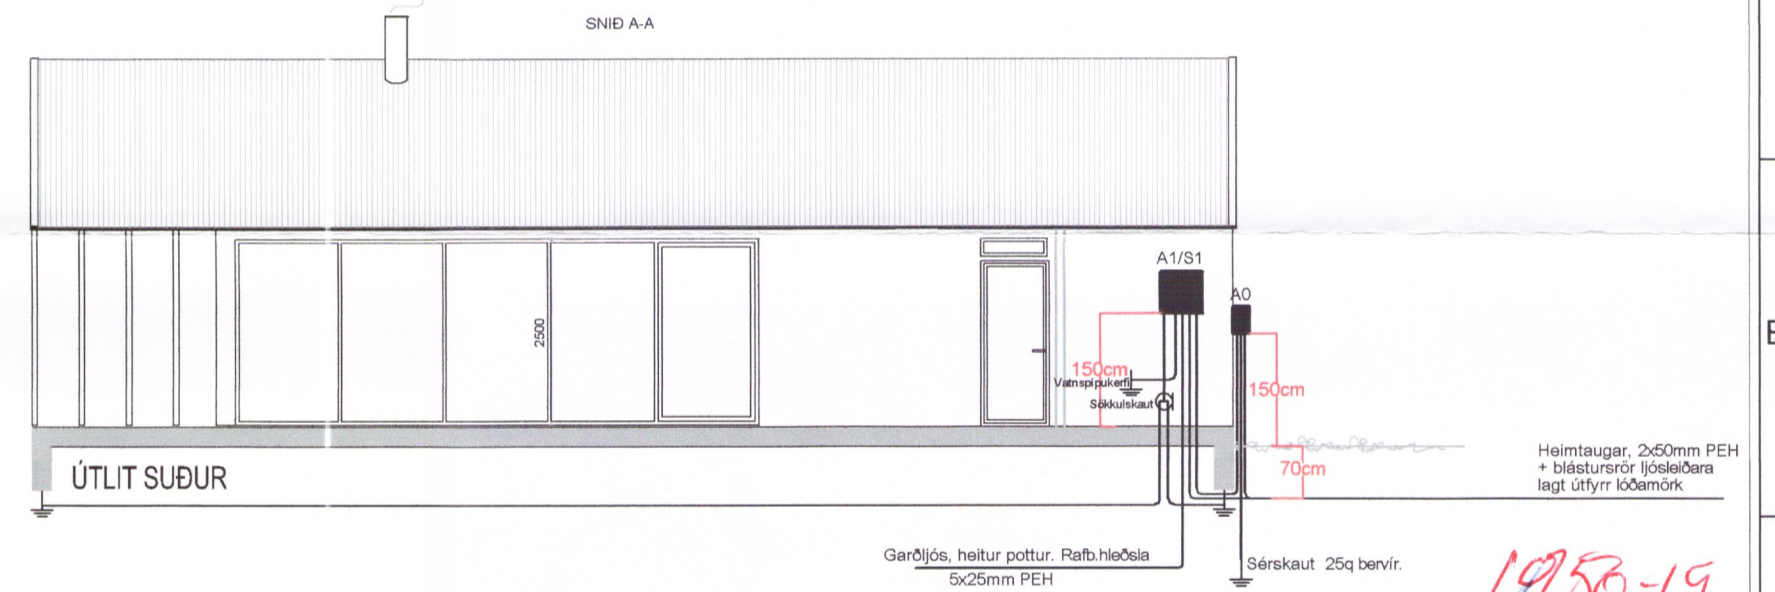 SNIÐ A-A
A1/S1
A0
2500
150cm
Vatnspípukerfi
Sökkulskaut
150cm
70cm
ÚTLIT SUÐUR
Heimtaugar, 2x50mm PEH
+ blástursrör ljósleiðara
lagt útfyrr lóðamörk
Garðljós, heitur pottur. Rafb.hleðsla
5x25mm PEH
Sérskaut 25q bervír.